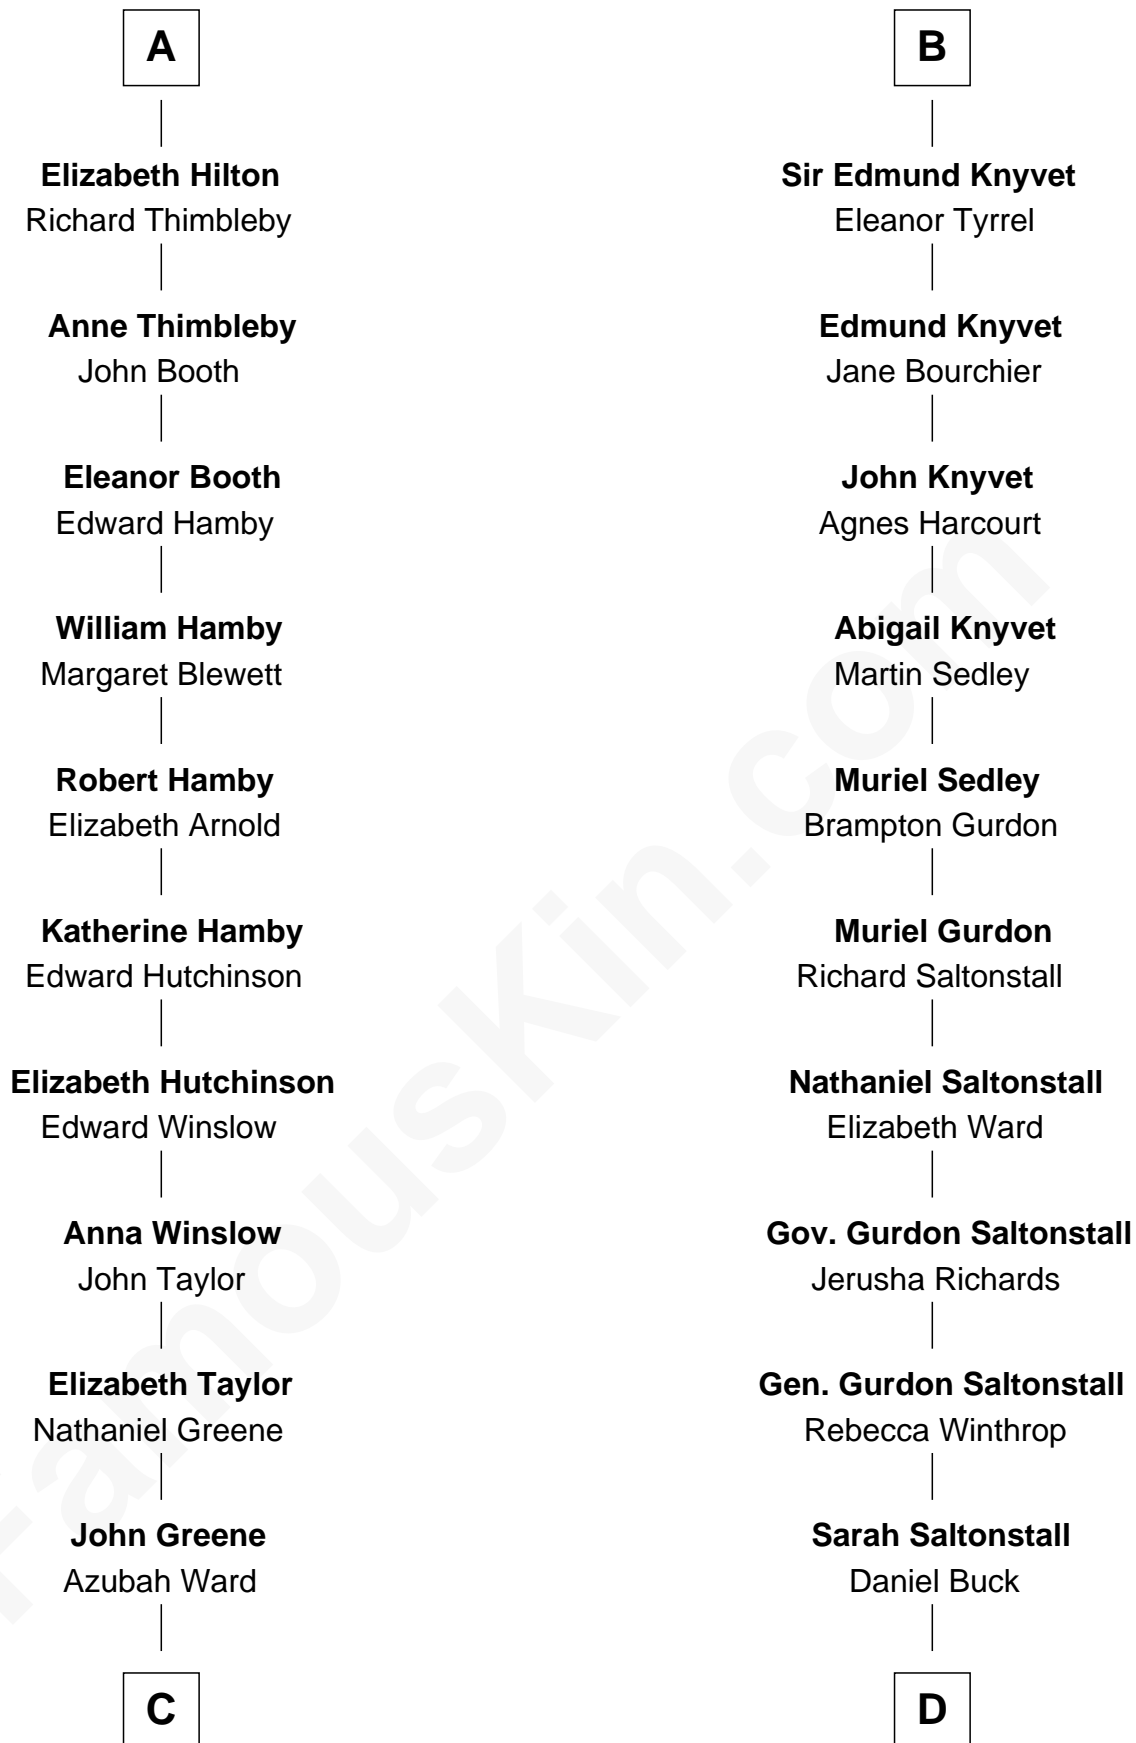 A
Elizabeth Hilton
Richard Thimbleby
Anne Thimbleby
John Booth
Eleanor Booth
Edward Hamby
William Hamby
Margaret Blewett
Robert Hamby
Elizabeth Arnold
Katherine Hamby
Edward Hutchinson
Elizabeth Hutchinson
Edward Winslow
Anna Winslow
John Taylor
Elizabeth Taylor
Nathaniel Greene
John Greene
Azubah Ward
C
B
Sir Edmund Knyvet
Eleanor Tyrrel
Edmund Knyvet
Jane Bourchier
John Knyvet
Agnes Harcourt
Abigail Knyvet
Martin Sedley
Muriel Sedley
Brampton Gurdon
Muriel Gurdon
Richard Saltonstall
Nathaniel Saltonstall
Elizabeth Ward
Gov. Gurdon Saltonstall
Jerusha Richards
Gen. Gurdon Saltonstall
Rebecca Winthrop
Sarah Saltonstall
Daniel Buck
D
FamousKin.com